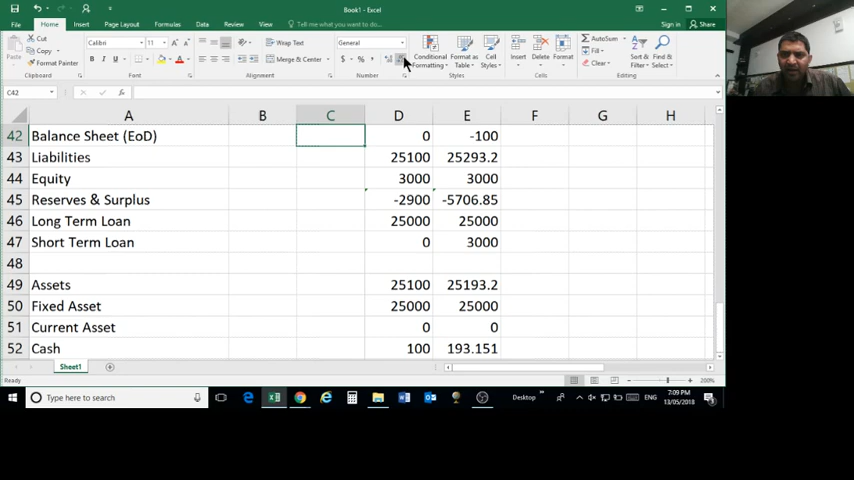 Book1 - Excel
Sign in Share
File Home Insert Page Layout Formulas Data Review View Tell me what you want to do
Cut
Copy
Format Painter
Paste
Calibri 11
B I U
Wrap Text
Merge & Center
General
$ % ,
Conditional Formatting
Format as Table
Cell Styles
Insert Delete Format
AutoSum
Fill
Clear
Sort & Filter
Find & Select
Clipboard Font Alignment Number Styles Cells Editing
C42 fx
A B C D E F G H
42 Balance Sheet (EoD) 0 -100
43 Liabilities 25100 25293.2
44 Equity 3000 3000
45 Reserves & Surplus -2900 -5706.85
46 Long Term Loan 25000 25000
47 Short Term Loan 0 3000
48
49 Assets 25100 25193.2
50 Fixed Asset 25000 25000
51 Current Asset 0 0
52 Cash 100 193.151
Sheet1
Ready 200%
Type here to search
Desktop ENG 7:09 PM
13/05/2018